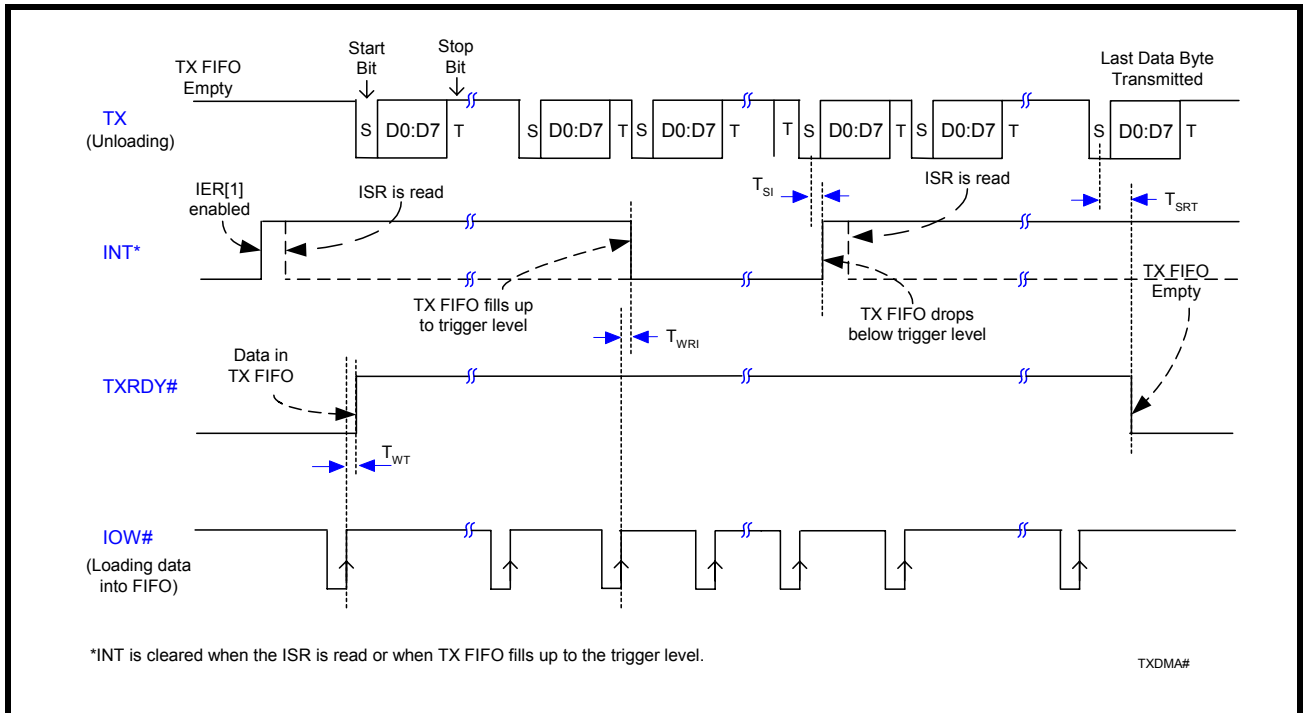 TX FIFO
Empty
Start
Bit
Stop
Bit
Last Data Byte
Transmitted
TX
(Unloading)
S D0:D7 T S D0:D7 T S D0:D7 T T S D0:D7 T S D0:D7 T S D0:D7 T
IER[1]
enabled
ISR is read
TSI
ISR is read
TSRT
INT*
TX FIFO fills up
to trigger level
TX FIFO drops
below trigger level
TX FIFO
Empty
TWRI
Data in
TX FIFO
TXRDY#
TWT
IOW#
(Loading data
into FIFO)
*INT is cleared when the ISR is read or when TX FIFO fills up to the trigger level.
TXDMA#